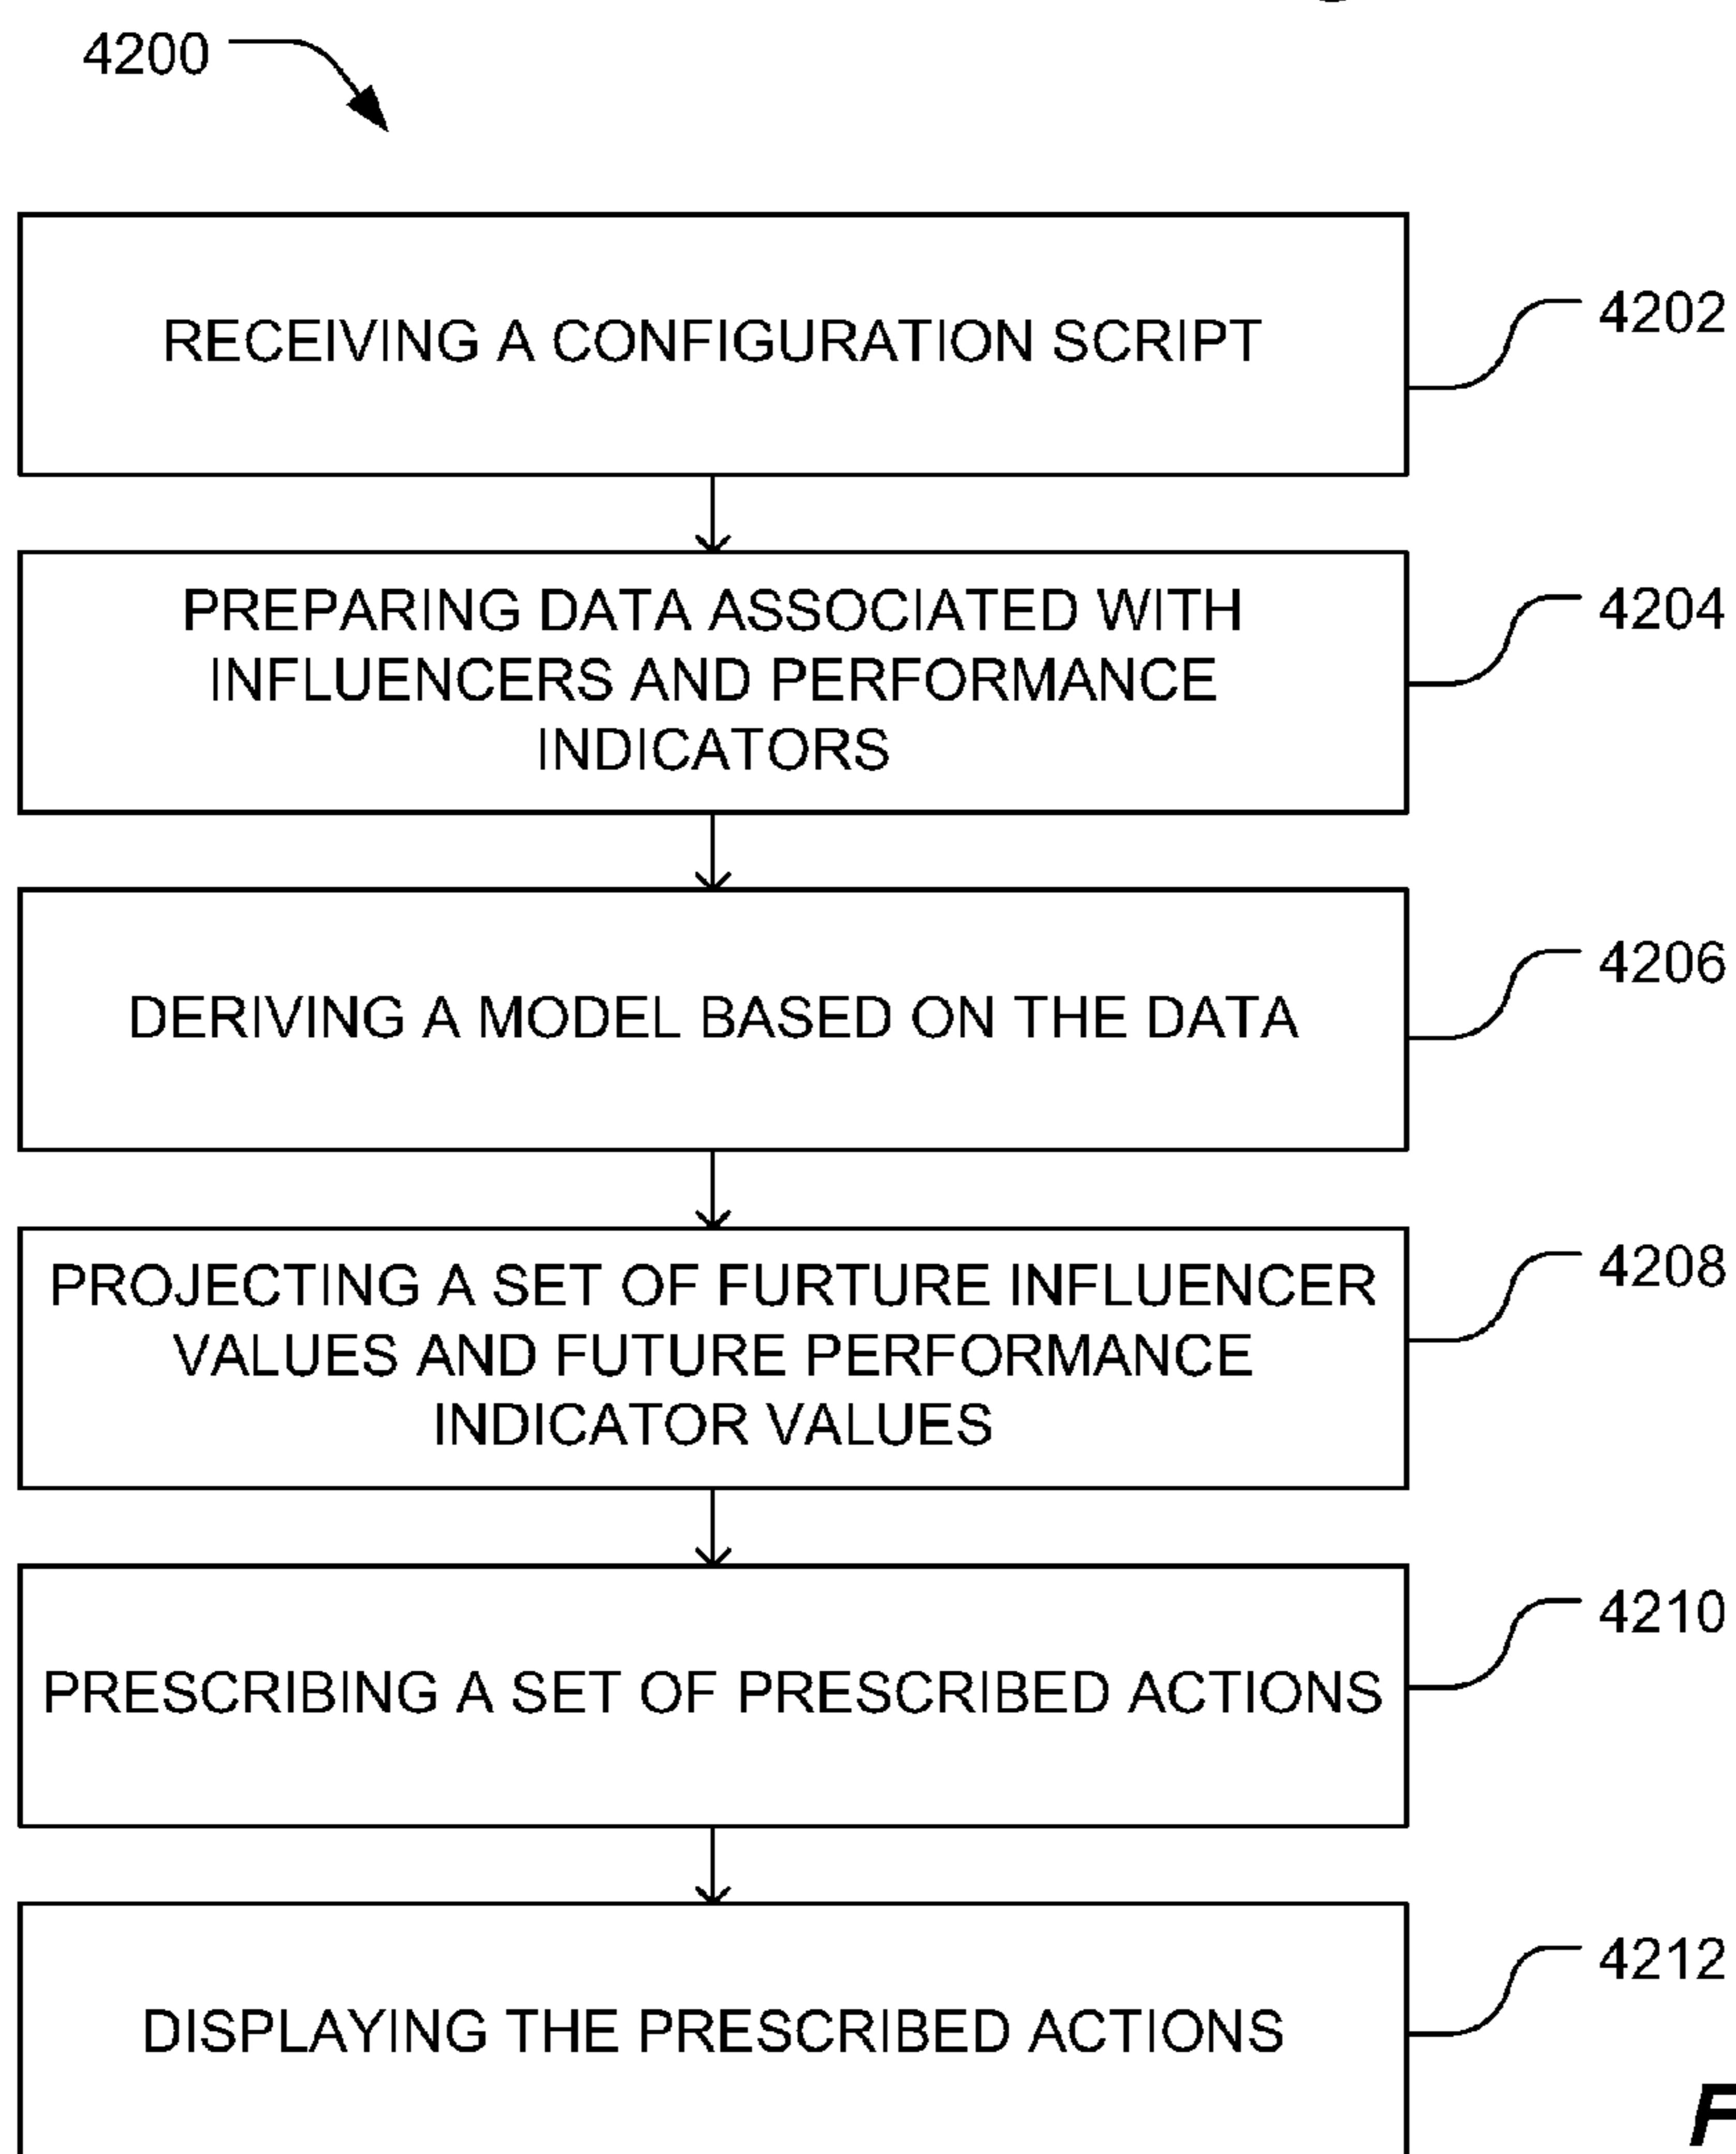 4200
RECEIVING A CONFIGURATION SCRIPT
4202
PREPARING DATA ASSOCIATED WITH
INFLUENCERS AND PERFORMANCE
INDICATORS
4204
DERIVING A MODEL BASED ON THE DATA
4206
PROJECTING A SET OF FURTURE INFLUENCER
VALUES AND FUTURE PERFORMANCE
INDICATOR VALUES
4208
PRESCRIBING A SET OF PRESCRIBED ACTIONS
4210
DISPLAYING THE PRESCRIBED ACTIONS
4212